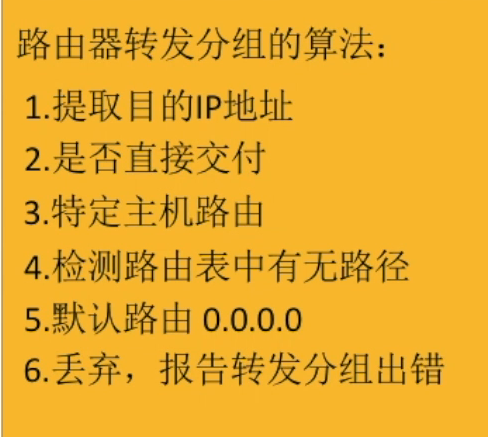 路由器转发分组的算法：
1.提取目的IP地址
2.是否直接交付
3.特定主机路由
4.检测路由表中有无路径
5.默认路由 0.0.0.0
6.丢弃，报告转发分组出错